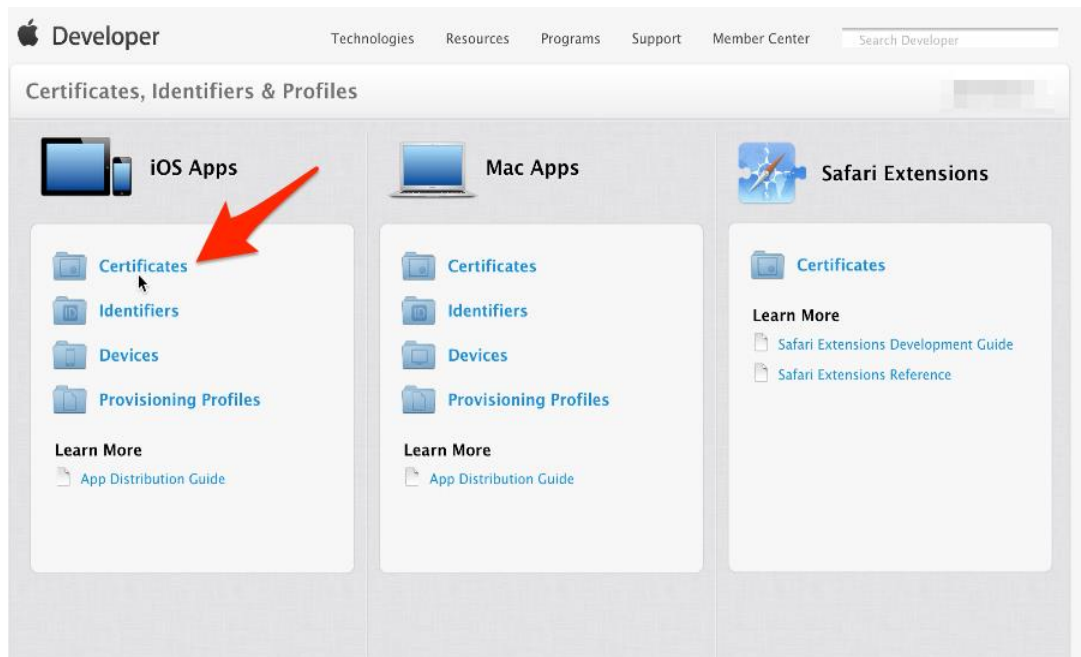 Developer
Technologies Resources Programs Support Member Center Search Developer
Certificates, Identifiers & Profiles
iOS Apps
Certificates
Identifiers
Devices
Provisioning Profiles
Learn More
App Distribution Guide
Mac Apps
Certificates
Identifiers
Devices
Provisioning Profiles
Learn More
App Distribution Guide
Safari Extensions
Certificates
Learn More
Safari Extensions Development Guide
Safari Extensions Reference